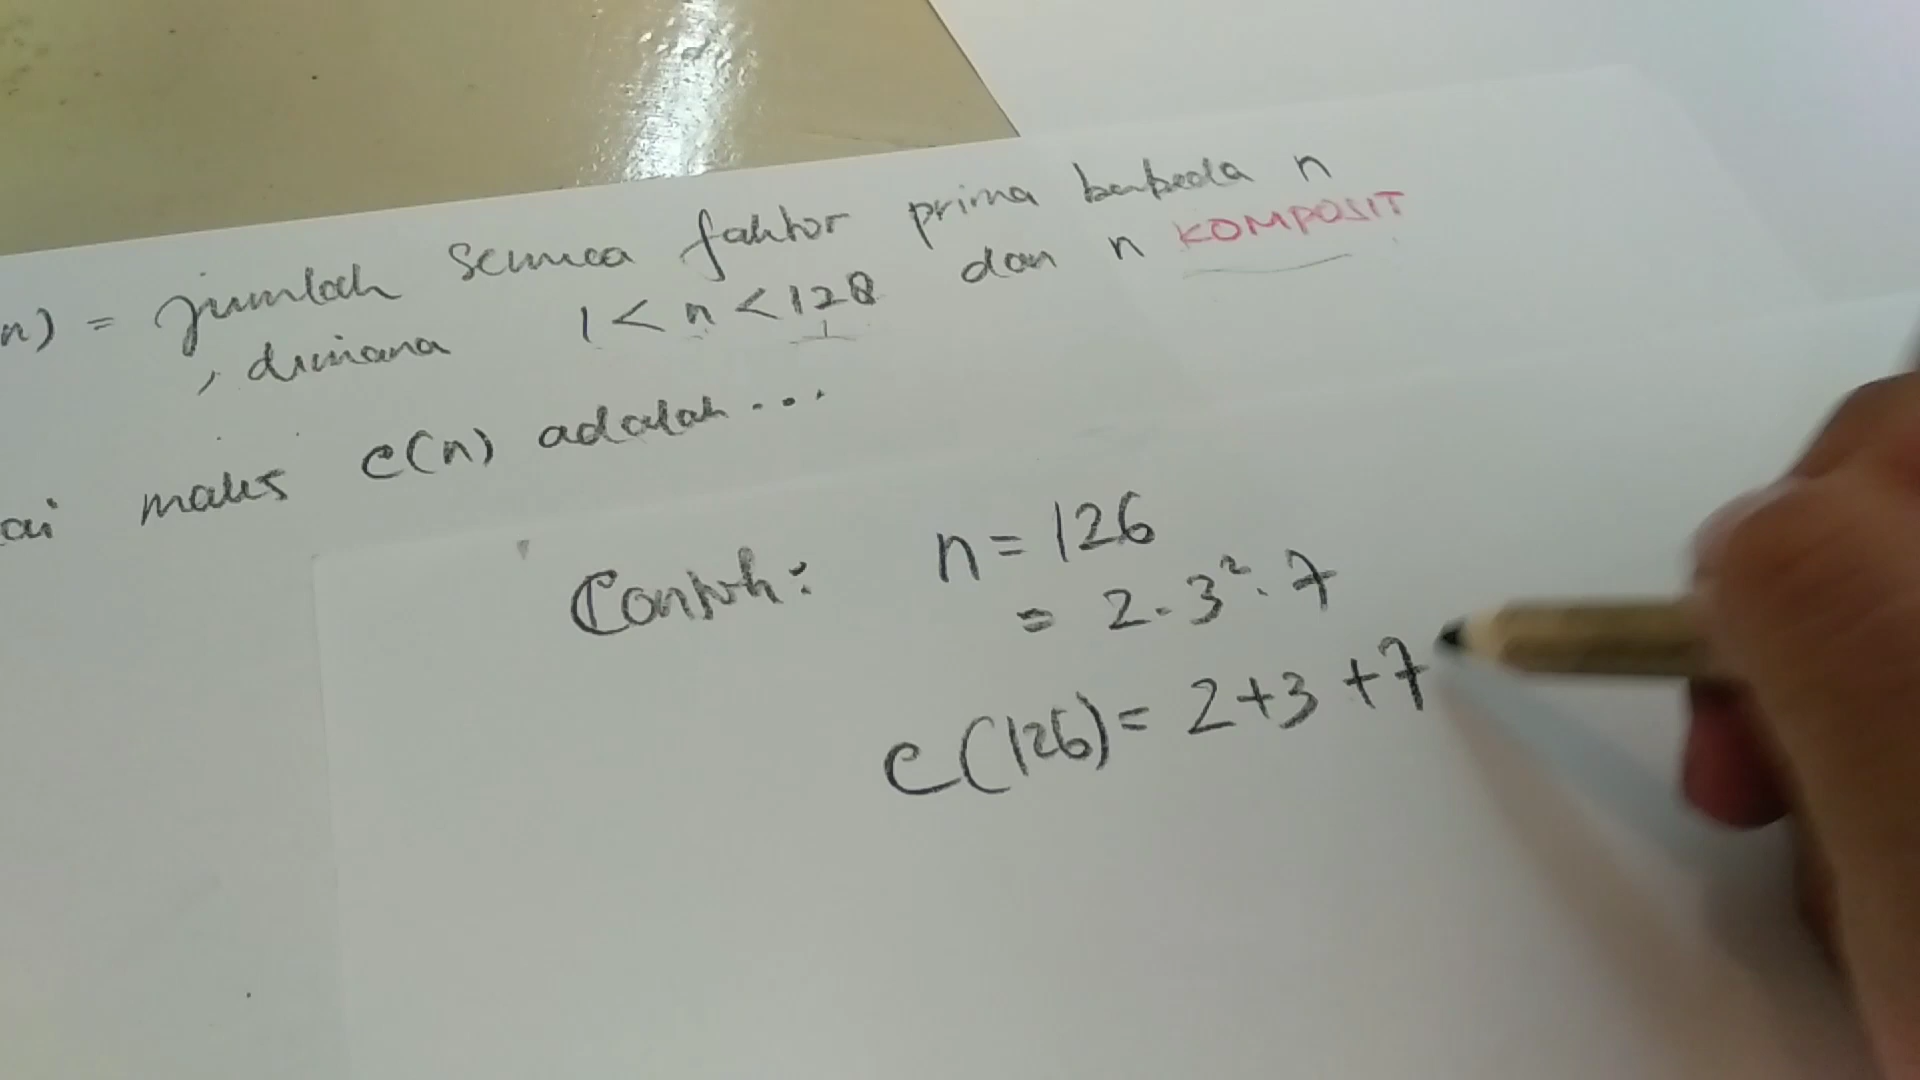 n) = jumlah semua faktor prima berbeda n
, dimana 1 < n < 128 dan n KOMPOSIT
ai maks c(n) adalah ...
Contoh: n = 126
= 2 . 3² . 7
c(126) = 2 + 3 + 7